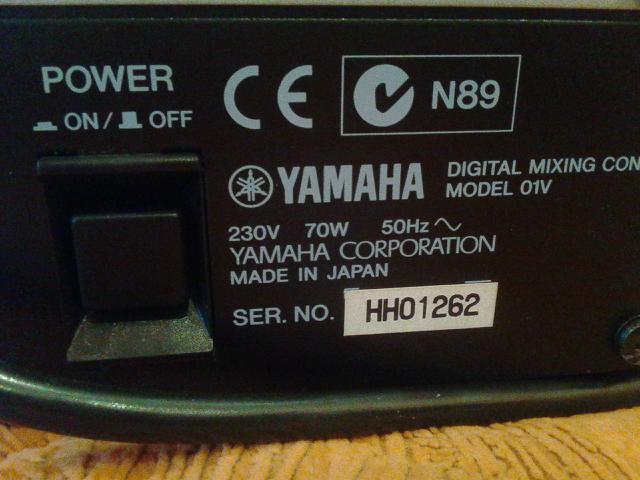 POWER
ON / OFF
CE
N89
YAMAHA
DIGITAL MIXING CON
MODEL 01V
230V 70W 50Hz
YAMAHA CORPORATION
MADE IN JAPAN
SER. NO. HH01262